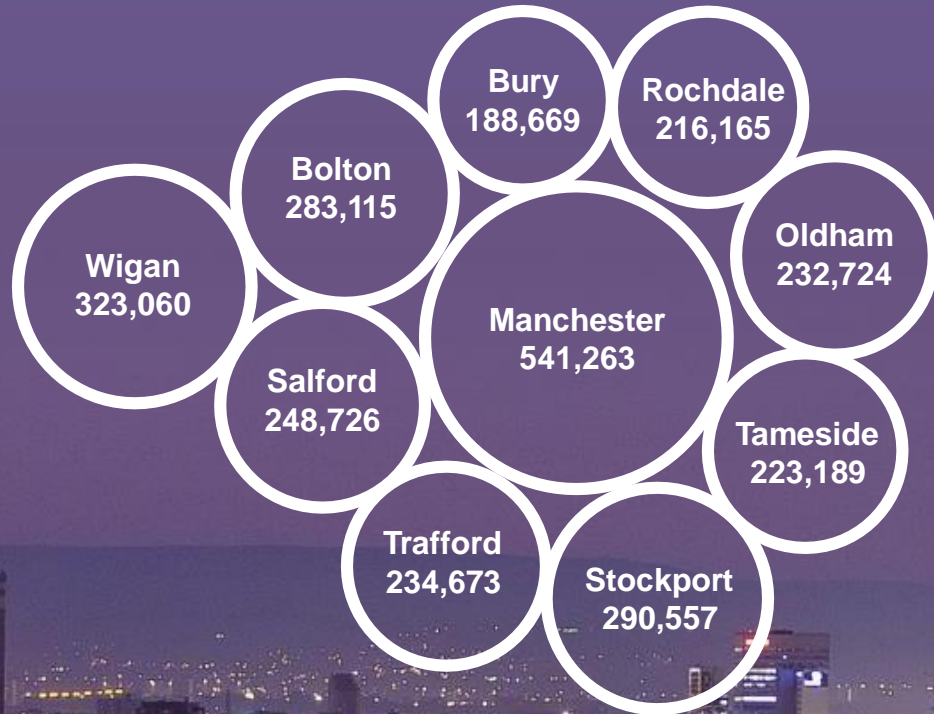 Bury
188,669
Rochdale
216,165
Bolton
283,115
Oldham
232,724
Wigan
323,060
Manchester
541,263
Salford
248,726
Tameside
223,189
Trafford
234,673
Stockport
290,557